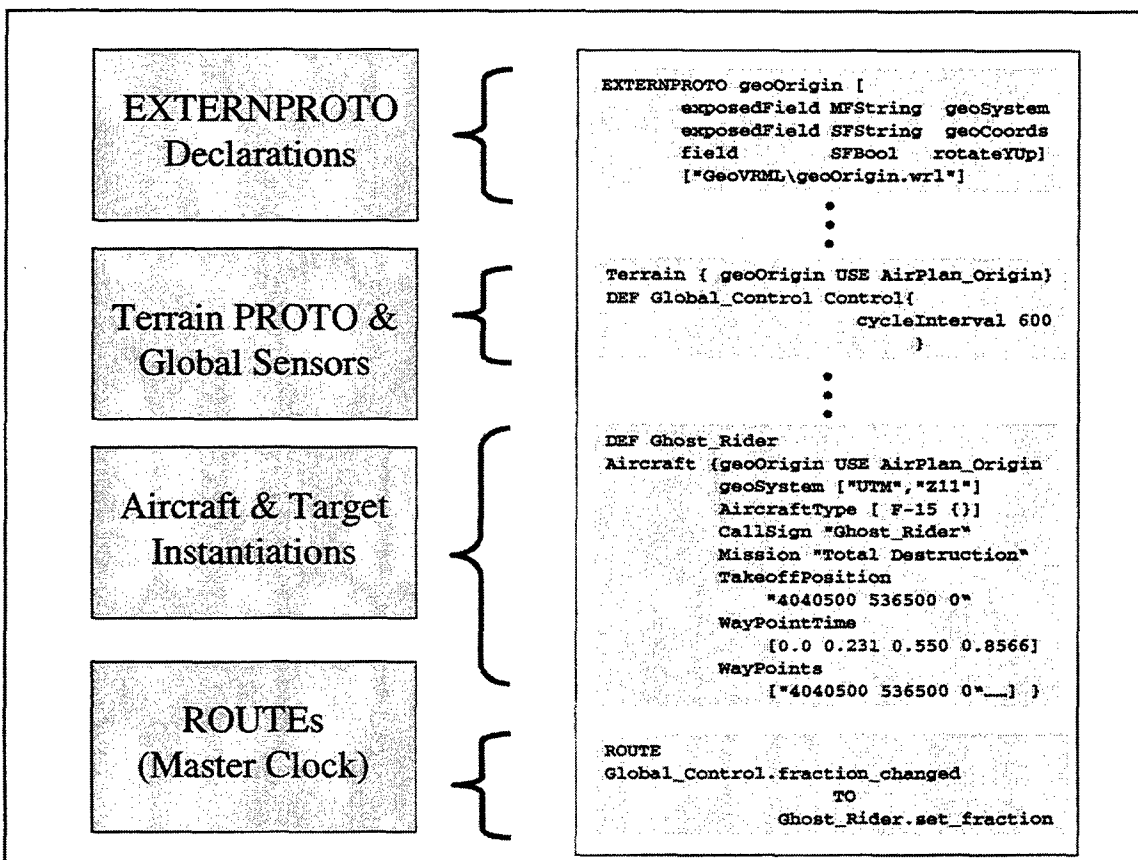 EXTERNPROTO
Declarations
Terrain PROTO &
Global Sensors
Aircraft & Target
Instantiations
ROUTEs
(Master Clock)
EXTERNPROTO geoOrigin [
exposedField MFString geoSystem
exposedField SFString geoCoords
field SFBool rotateYUp]
["GeoVRML\geoOrigin.wrl"]
Terrain { geoOrigin USE AirPlan_Origin}
DEF Global_Control Control{
cycleInterval 600
}
DEF Ghost_Rider
Aircraft {geoOrigin USE AirPlan_Origin
geoSystem ["UTM","Z11"]
AircraftType [ F-15 {}]
CallSign "Ghost_Rider"
Mission "Total Destruction"
TakeoffPosition
"4040500 536500 0"
WayPointTime
[0.0 0.231 0.550 0.8566]
WayPoints
["4040500 536500 0"……] }
ROUTE
Global_Control.fraction_changed
TO
Ghost_Rider.set_fraction